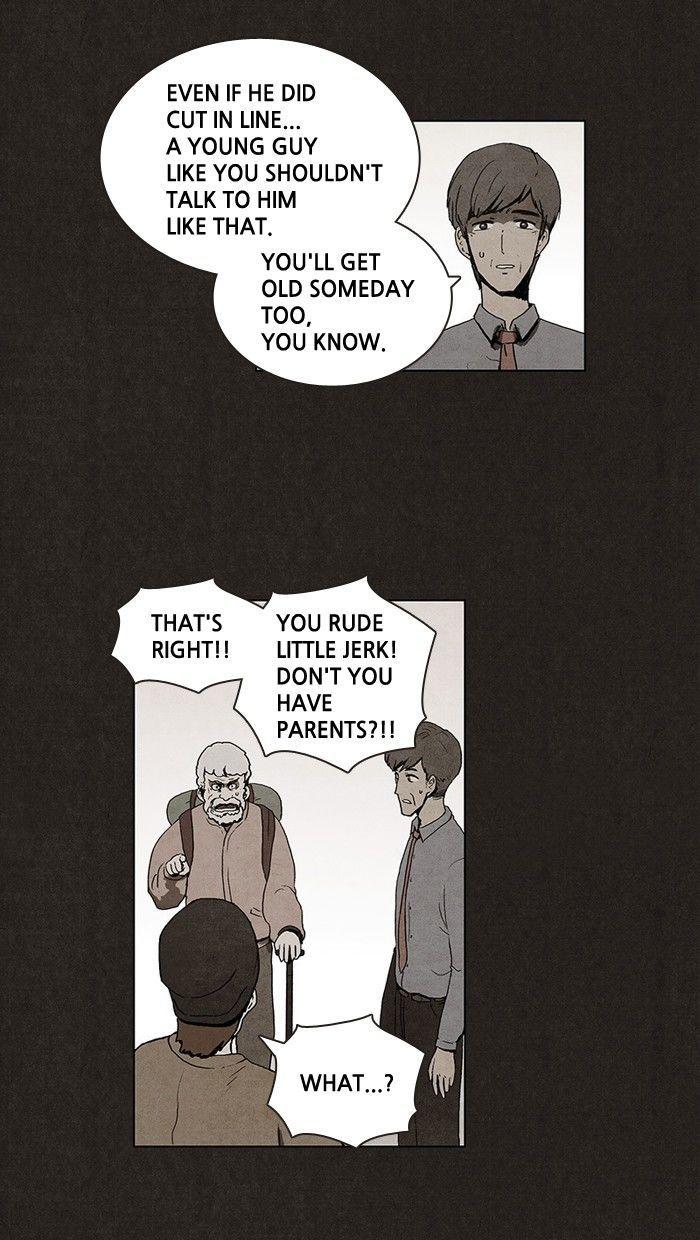 EVEN IF HE DID
CUT IN LINE...
A YOUNG GUY
LIKE YOU SHOULDN'T
TALK TO HIM
LIKE THAT.
YOU'LL GET
OLD SOMEDAY
TOO,
YOU KNOW.
THAT'S
RIGHT!!
YOU RUDE
LITTLE JERK!
DON'T YOU
HAVE
PARENTS?!!
WHAT...?